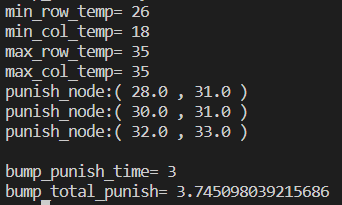 min_row_temp= 26
min_col_temp= 18
max_row_temp= 35
max_col_temp= 35
punish_node:( 28.0 , 31.0 )
punish_node:( 30.0 , 31.0 )
punish_node:( 32.0 , 33.0 )
bump_punish_time= 3
bump_total_punish= 3.745098039215686